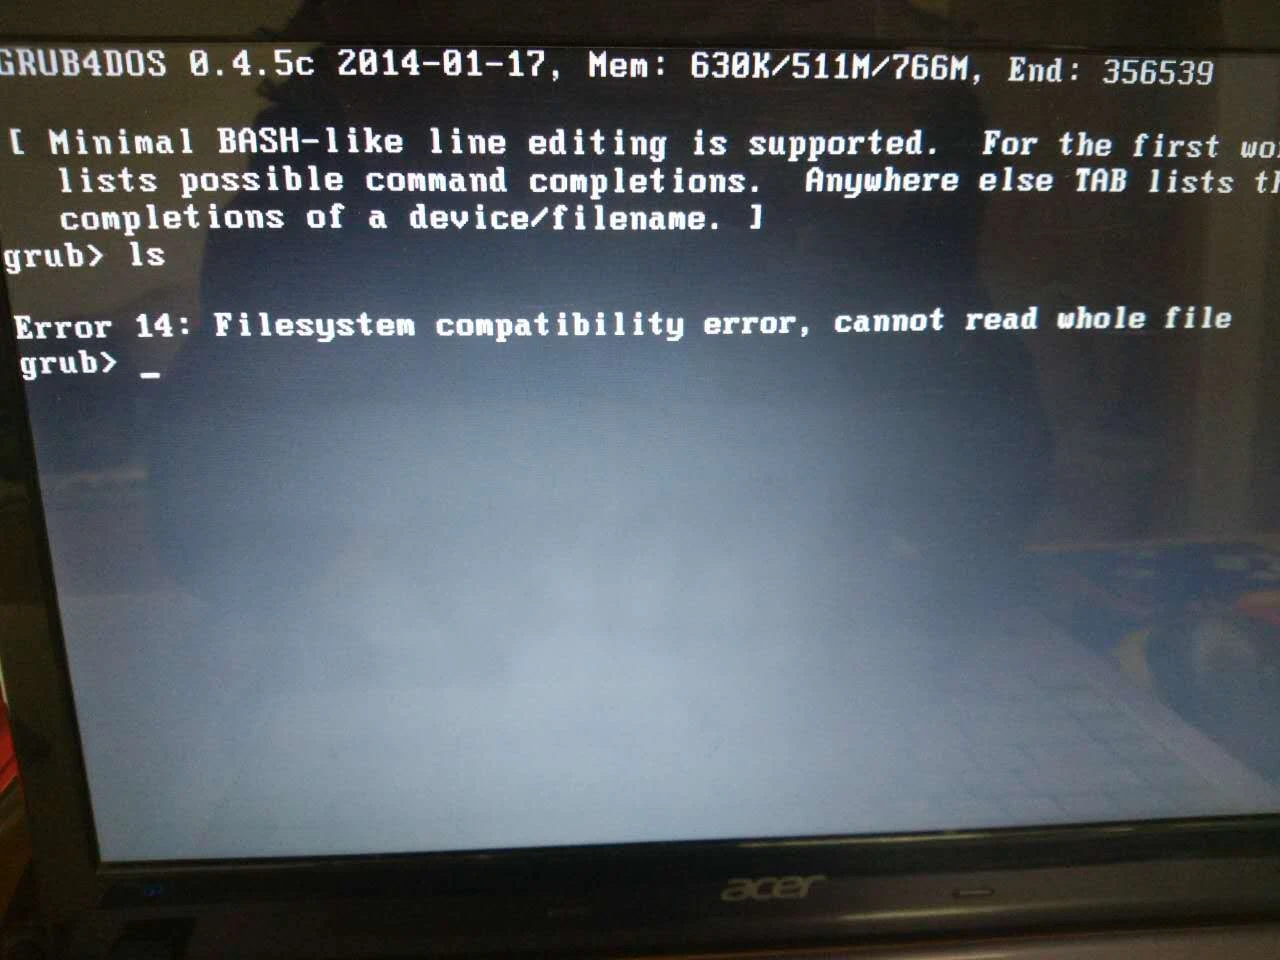 GRUB4DOS 0.4.5c 2014-01-17, Mem: 630K/511M/766M, End: 356539
[ Minimal BASH-like line editing is supported. For the first
lists possible command completions. Anywhere else TAB lists
completions of a device/filename. ]
grub> ls
Error 14: Filesystem compatibility error, cannot read whole file
grub> _
acer